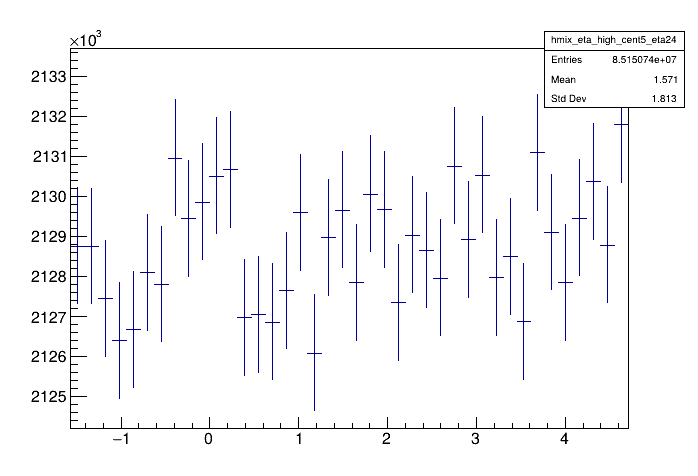 ×10³
hmix_eta_high_cent5_eta24
Entries 8.515074e+07
Mean 1.571
Std Dev 1.813
2133
2132
2131
2130
2129
2128
2127
2126
2125
−1 0 1 2 3 4